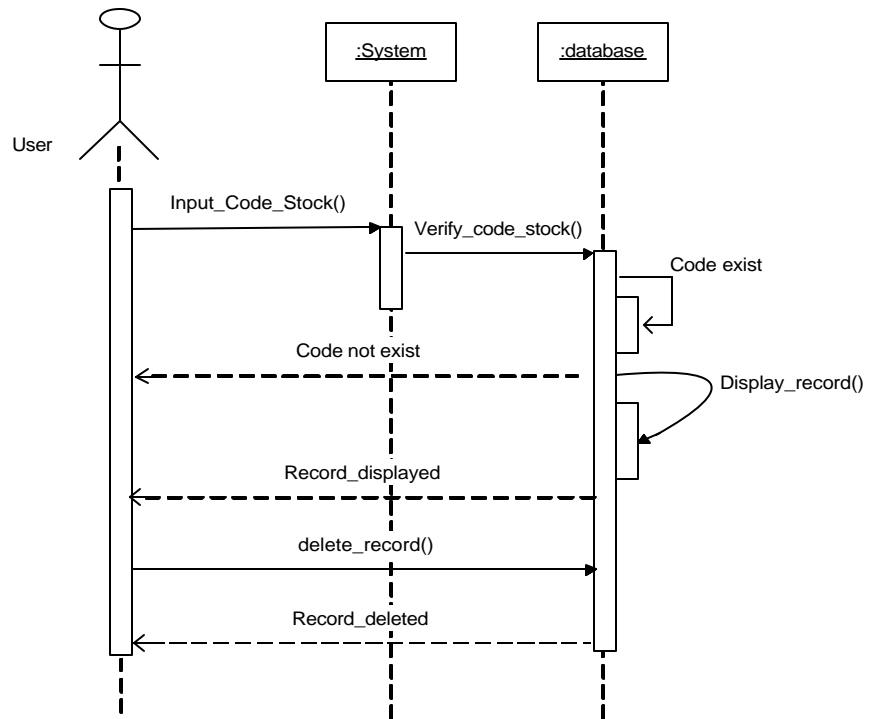 :System
:database
User
Input_Code_Stock()
Verify_code_stock()
Code exist
Code not exist
Display_record()
Record_displayed
delete_record()
Record_deleted